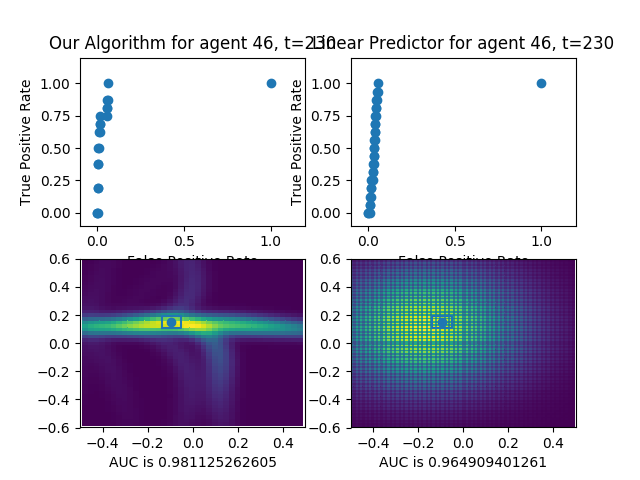 Our Algorithm for agent 46, t=230
Linear Predictor for agent 46, t=230
True Positive Rate
1.00
0.75
0.50
0.25
0.00
0.0 0.5 1.0
False Positive Rate
True Positive Rate
1.00
0.75
0.50
0.25
0.00
0.0 0.5 1.0
False Positive Rate
0.6
0.4
0.2
0.0
−0.2
−0.4
−0.6
−0.4 −0.2 0.0 0.2 0.4
AUC is 0.981125262605
0.6
0.4
0.2
0.0
−0.2
−0.4
−0.6
−0.4 −0.2 0.0 0.2 0.4
AUC is 0.964909401261